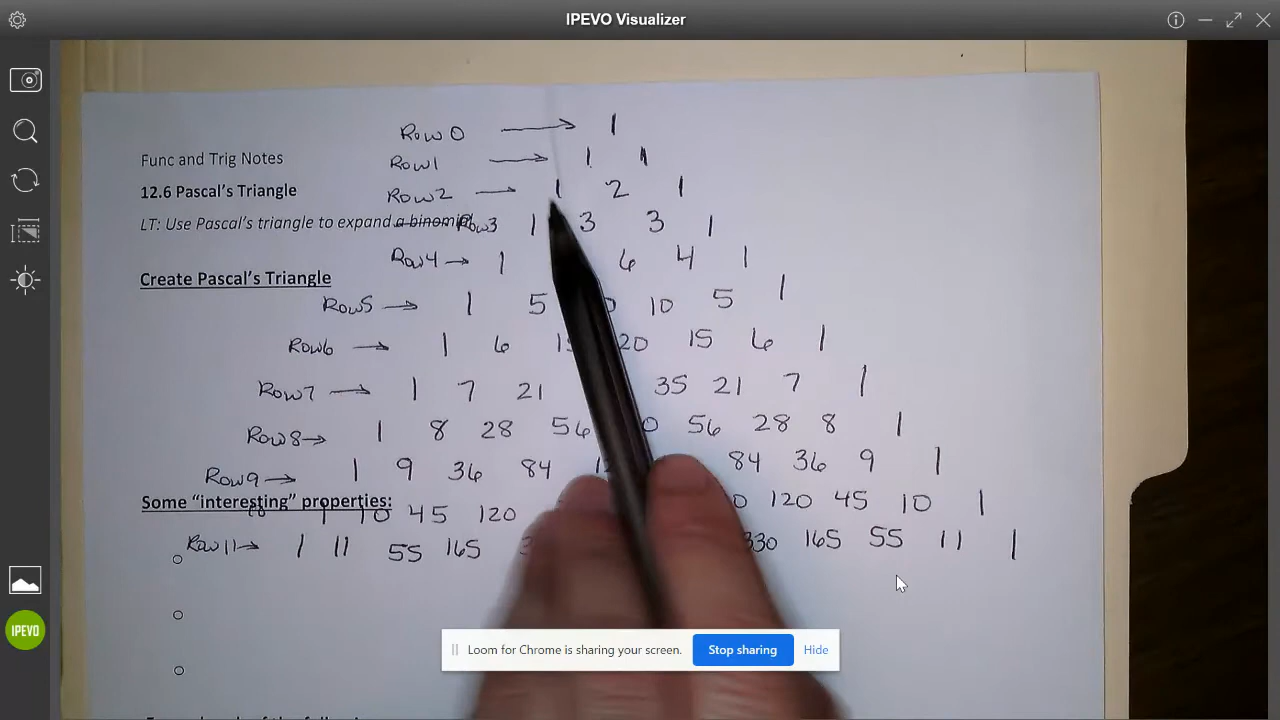 IPEVO Visualizer
Row 0 → 1
Func and Trig Notes
Row 1 → 1 1
12.6 Pascal's Triangle
Row 2 → 1 2 1
LT: Use Pascal's triangle to expand a binomial
Row 3 1 3 3 1
Row 4 → 1 6 4 1
Create Pascal's Triangle
Row 5 → 1 5 10 5 1
Row 6 → 1 6 20 15 6 1
Row 7 → 1 7 21 35 21 7 1
Row 8 → 1 8 28 56 56 28 8 1
Row 9 → 1 9 36 84 84 36 9 1
Some "interesting" properties:
1 10 45 120 120 45 10 1
Row 11 → 1 11 55 165 330 165 55 11 1
IPEVO
Loom for Chrome is sharing your screen. Stop sharing Hide